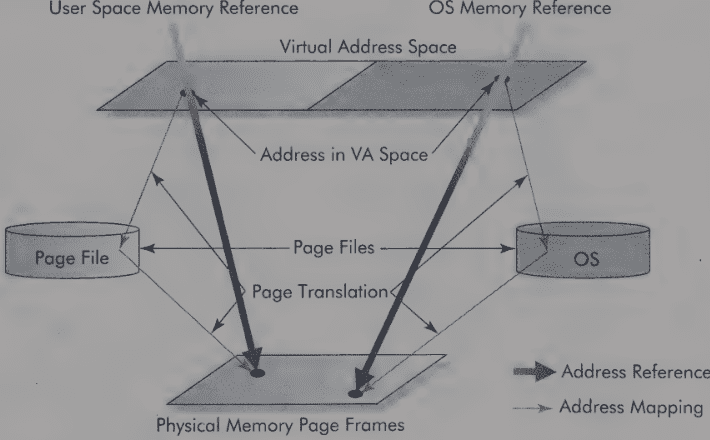 User Space Memory Reference
OS Memory Reference
Virtual Address Space
Address in VA Space
Page File
Page Files
OS
Page Translation
Address Reference
Address Mapping
Physical Memory Page Frames